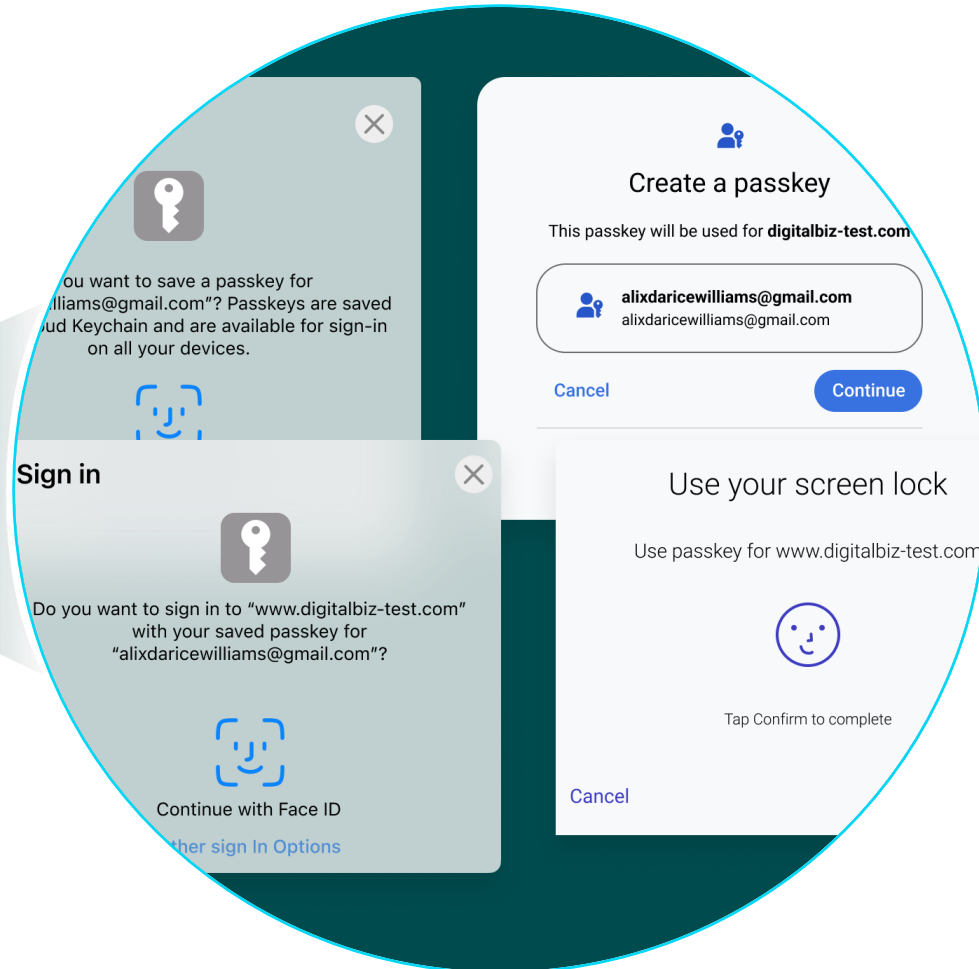 ou want to save a passkey for
lliams@gmail.com”? Passkeys are saved
ud Keychain and are available for sign-in
on all your devices.
Create a passkey
This passkey will be used for digitalbiz-test.com
alixdaricewilliams@gmail.com
alixdaricewilliams@gmail.com
Cancel
Continue
Sign in
Do you want to sign in to “www.digitalbiz-test.com”
with your saved passkey for
“alixdaricewilliams@gmail.com”?
Continue with Face ID
ther sign In Options
Use your screen lock
Use passkey for www.digitalbiz-test.com
Tap Confirm to complete
Cancel